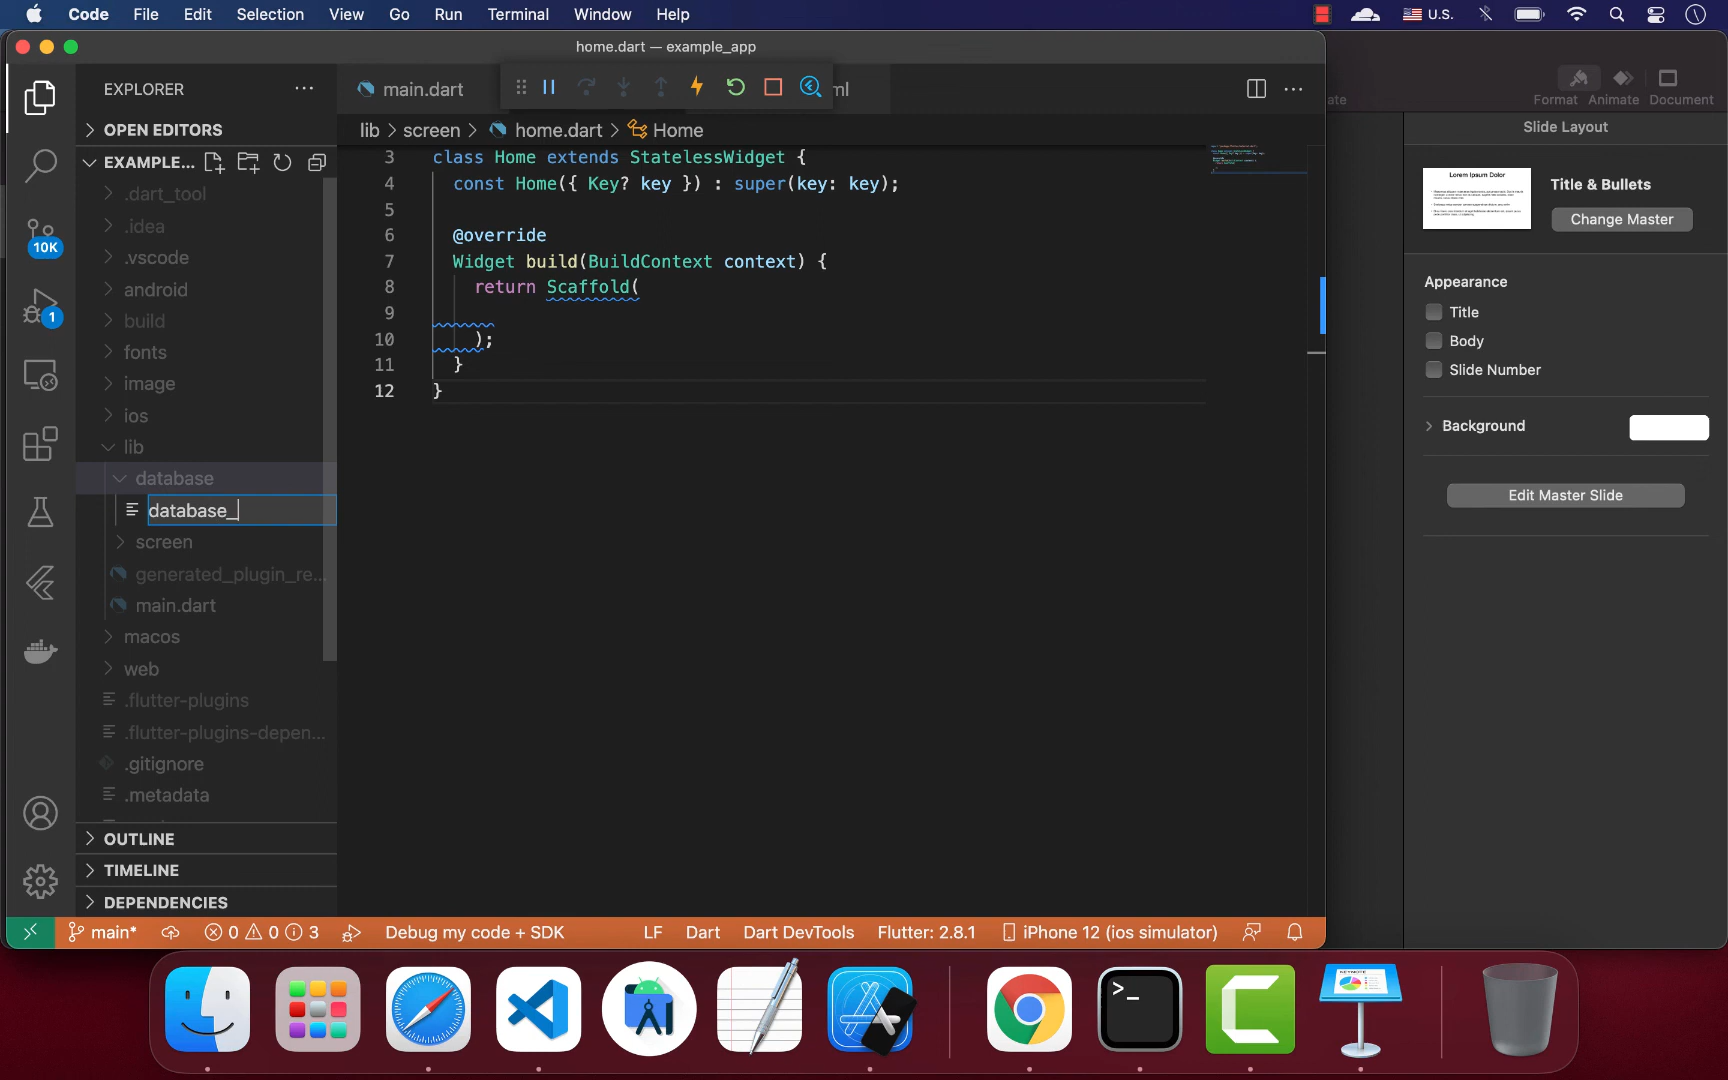 Code File Edit Selection View Go Run Terminal Window Help U.S.
home.dart — example_app
EXPLORER
OPEN EDITORS
EXAMPLE...
.dart_tool
.idea
.vscode
android
build
fonts
image
ios
lib
database
database_
screen
generated_plugin_re...
main.dart
macos
web
.flutter-plugins
.flutter-plugins-depen...
.gitignore
.metadata
OUTLINE
TIMELINE
DEPENDENCIES
10K
1
main.dart
ml
lib > screen > home.dart > Home
3 class Home extends StatelessWidget {
4 const Home({ Key? key }) : super(key: key);
5
6 @override
7 Widget build(BuildContext context) {
8 return Scaffold(
9
10 );
11 }
12 }
main* 0 0 3 Debug my code + SDK LF Dart Dart DevTools Flutter: 2.8.1 iPhone 12 (ios simulator)
ate
Format Animate Document
Slide Layout
Lorem Ipsum Dolor
Title & Bullets
Change Master
Appearance
Title
Body
Slide Number
Background
Edit Master Slide
>_
KEYNOTE